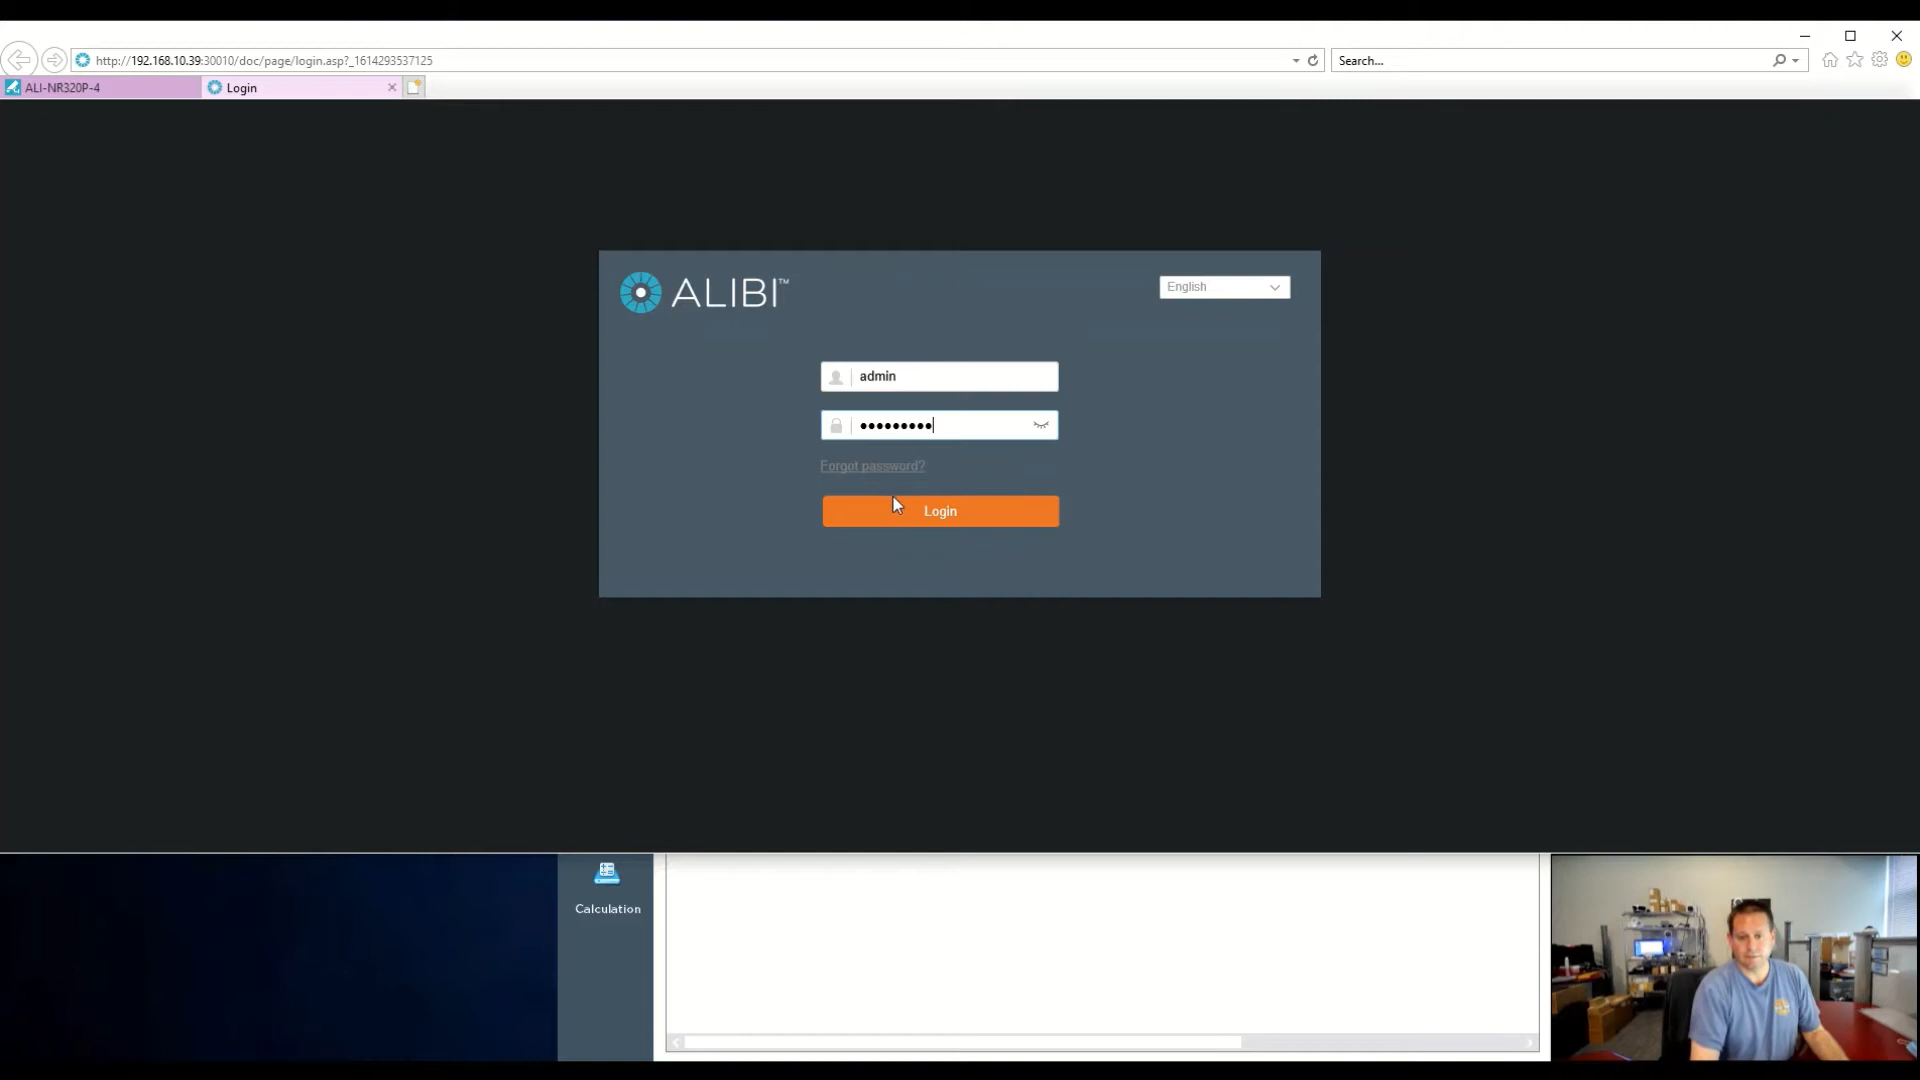 http://192.168.10.39:30010/doc/page/login.asp?_1614293537125
Search...
ALI-NR320P-4
Login
ALIBI™
English
admin
•••••••••
Forgot password?
Login
Calculation